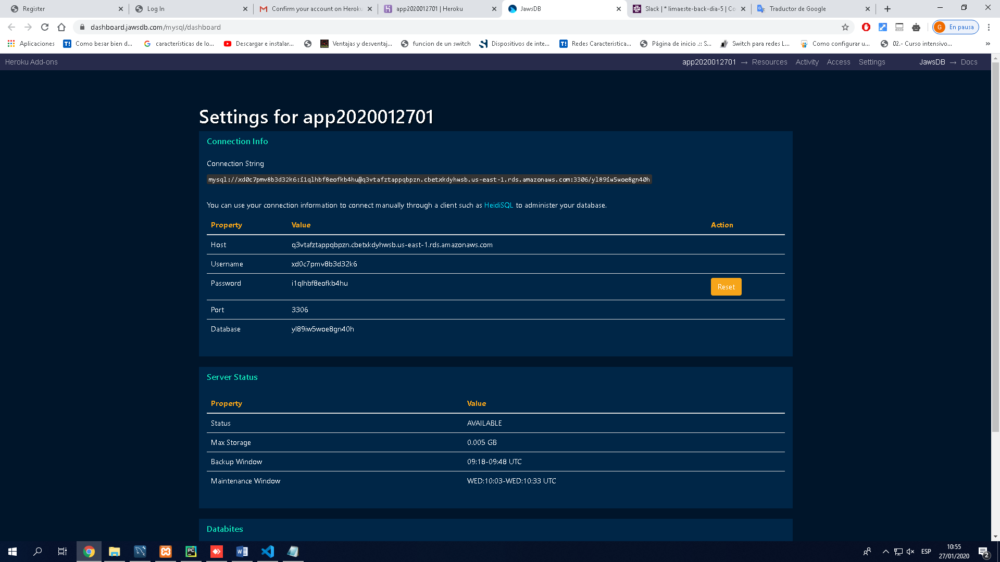 Register
Log In
Confirm your account on Heroku
app2020012701 | Heroku
JawsDB
Slack | * limaeste-back-dia-5 | Co
Traductor de Google
dashboard.jawsdb.com/mysql/dashboard
G
En pausa
Aplicaciones
Como besar bien d...
características de lo...
Descargar e instalar...
Ventajas y desventaj...
funcion de un switch
Dispositivos de inte...
Redes Caracteristica...
Página de inicio .:: S...
Switch para redes L...
Como configurar u...
02.- Curso intensivo...
»
Heroku Add-ons
app2020012701 → Resources Activity Access Settings
JawsDB → Docs
Settings for app2020012701
Connection Info
Connection String
mysql://xd0c7pmv8b3d32k6:i1qlhbf8eofkb4hu@q3vtafztappqbpzn.cbetxkdyhwsb.us-east-1.rds.amazonaws.com:3306/yl89iw5woe8gn40h
You can use your connection information to connect manually through a client such as HeidiSQL to administer your database.
Property Value Action
Host q3vtafztappqbpzn.cbetxkdyhwsb.us-east-1.rds.amazonaws.com
Username xd0c7pmv8b3d32k6
Password i1qlhbf8eofkb4hu Reset
Port 3306
Database yl89iw5woe8gn40h
Server Status
Property Value
Status AVAILABLE
Max Storage 0.005 GB
Backup Window 09:18-09:48 UTC
Maintenance Window WED:10:03-WED:10:33 UTC
Databites
ESP
10:55
27/01/2020
2